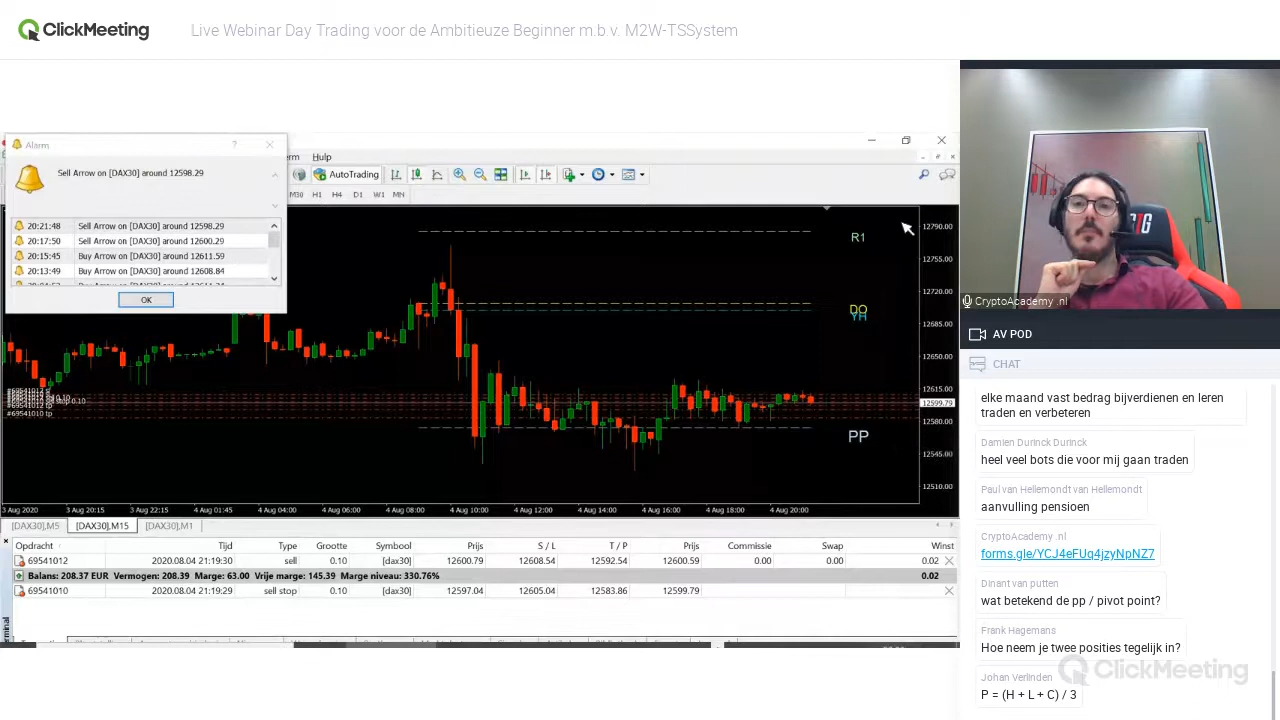 ClickMeeting
Live Webinar Day Trading voor de Ambitieuze Beginner m.b.v. M2W-TSSystem
Alarm
?
Sell Arrow on [DAX30] around 12598.29
20:21:48 Sell Arrow on [DAX30] around 12598.29
20:17:50 Sell Arrow on [DAX30] around 12600.29
20:15:45 Buy Arrow on [DAX30] around 12611.59
20:13:49 Buy Arrow on [DAX30] around 12608.84
OK
Hulp
AutoTrading
M30 H1 H4 D1 W1 MN
12790.00
R1
12755.00
12720.00
DO
YH
12685.00
12650.00
12615.00
12599.79
12580.00
PP
12545.00
12510.00
#69541012 tp
#69541010 tp
3 Aug 2020 3 Aug 20:15 3 Aug 22:15 4 Aug 01:45 4 Aug 04:00 4 Aug 06:00 4 Aug 08:00 4 Aug 10:00 4 Aug 12:00 4 Aug 14:00 4 Aug 16:00 4 Aug 18:00 4 Aug 20:00
[DAX30],M5 [DAX30],M15 [DAX30],M1
Opdracht Tijd Type Grootte Symbool Prijs S / L T / P Prijs Commissie Swap Winst
69541012 2020.08.04 21:19:30 sell 0.10 [dax30] 12600.79 12608.54 12592.54 12600.59 0.00 0.00 0.02
Balans: 208.37 EUR Vermogen: 208.39 Marge: 63.00 Vrije marge: 145.39 Marge niveau: 330.76% 0.02
69541010 2020.08.04 21:19:29 sell stop 0.10 [dax30] 12597.04 12605.04 12583.86 12599.79
CryptoAcademy .nl
AV POD
CHAT
elke maand vast bedrag bijverdienen en leren
traden en verbeteren
Damien Durinck Durinck
heel veel bots die voor mij gaan traden
Paul van Hellemondt van Hellemondt
aanvulling pensioen
CryptoAcademy .nl
forms.gle/YCJ4eFUq4jzyNpNZ7
Dinant van putten
wat betekend de pp / pivot point?
Frank Hagemans
Hoe neem je twee posities tegelijk in?
ClickMeeting
Johan Verlinden
P = (H + L + C) / 3